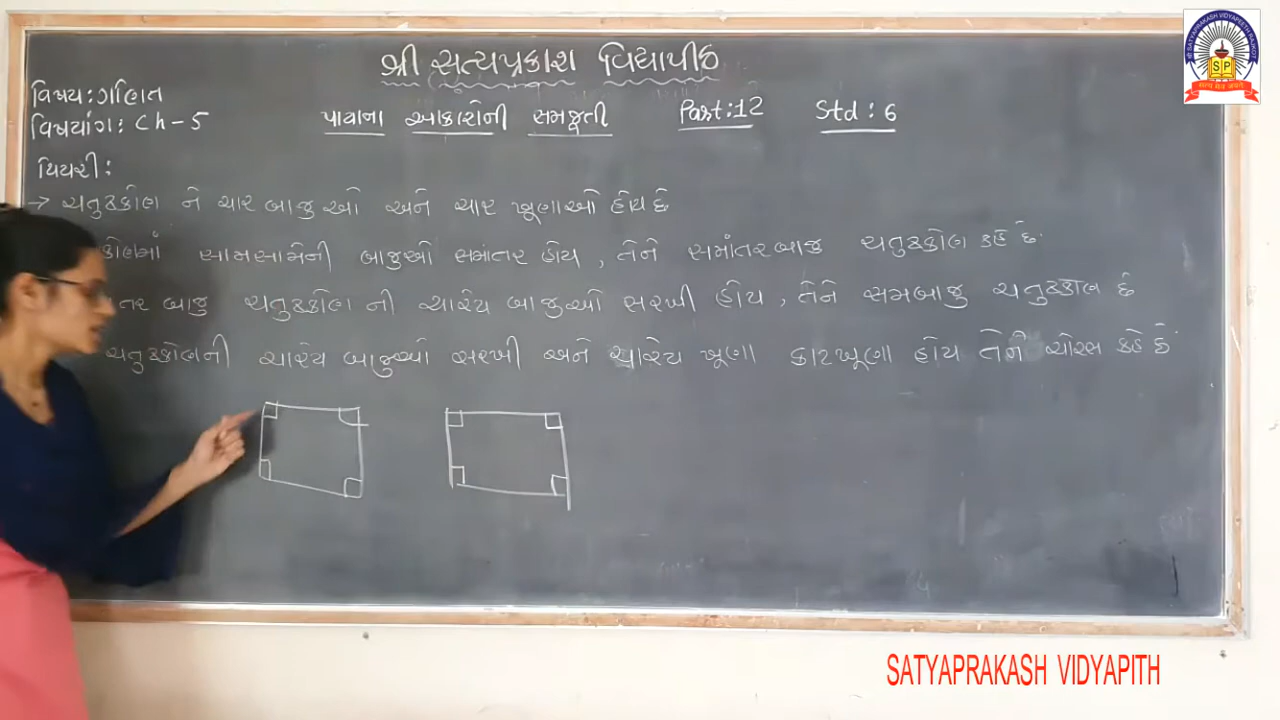 શ્રી સત્યપ્રકાશ વિદ્યાપીઠ
વિષય: ગણિત
વિષયાંગ: Ch-5
પાયાના આકારોની સમજૂતી Part:12 Std:6
થિયરી:
→ ચતુષ્કોણ ને ચાર બાજુઓ અને ચાર ખૂણાઓ હોય છે
સામસામેની બાજુઓ સમાંતર હોય, તેને સમાંતરબાજુ ચતુષ્કોણ કહે છે.
બાજુ ચતુષ્કોણ ની ચારેય બાજુઓ સરખી હોય, તેને સમબાજુ ચતુષ્કોણ છે
ચતુષ્કોણની ચારેય બાજુઓ સરખી અને ચારેય ખૂણા કાટખૂણા હોય તેને ચોરસ કહે છે.
SP
SATYAPRAKASH VIDYAPITH